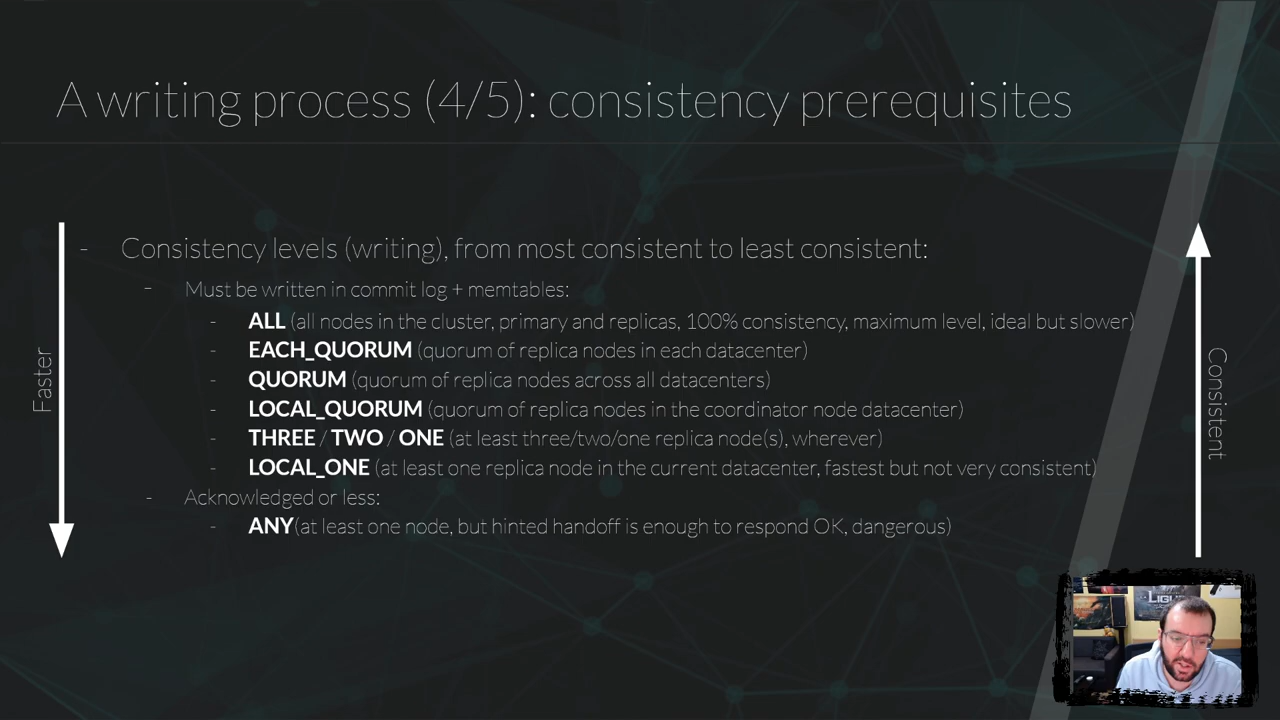 A writing process (4/5): consistency prerequisites
- Consistency levels (writing), from most consistent to least consistent:
- Must be written in commit log + memtables:
- ALL (all nodes in the cluster, primary and replicas, 100% consistency, maximum level, ideal but slower)
- EACH_QUORUM (quorum of replica nodes in each datacenter)
- QUORUM (quorum of replica nodes across all datacenters)
- LOCAL_QUORUM (quorum of replica nodes in the coordinator node datacenter)
- THREE / TWO / ONE (at least three/two/one replica node(s), wherever)
- LOCAL_ONE (at least one replica node in the current datacenter, fastest but not very consistent)
- Acknowledged or less:
- ANY(at least one node, but hinted handoff is enough to respond OK, dangerous)
Faster
Consistent